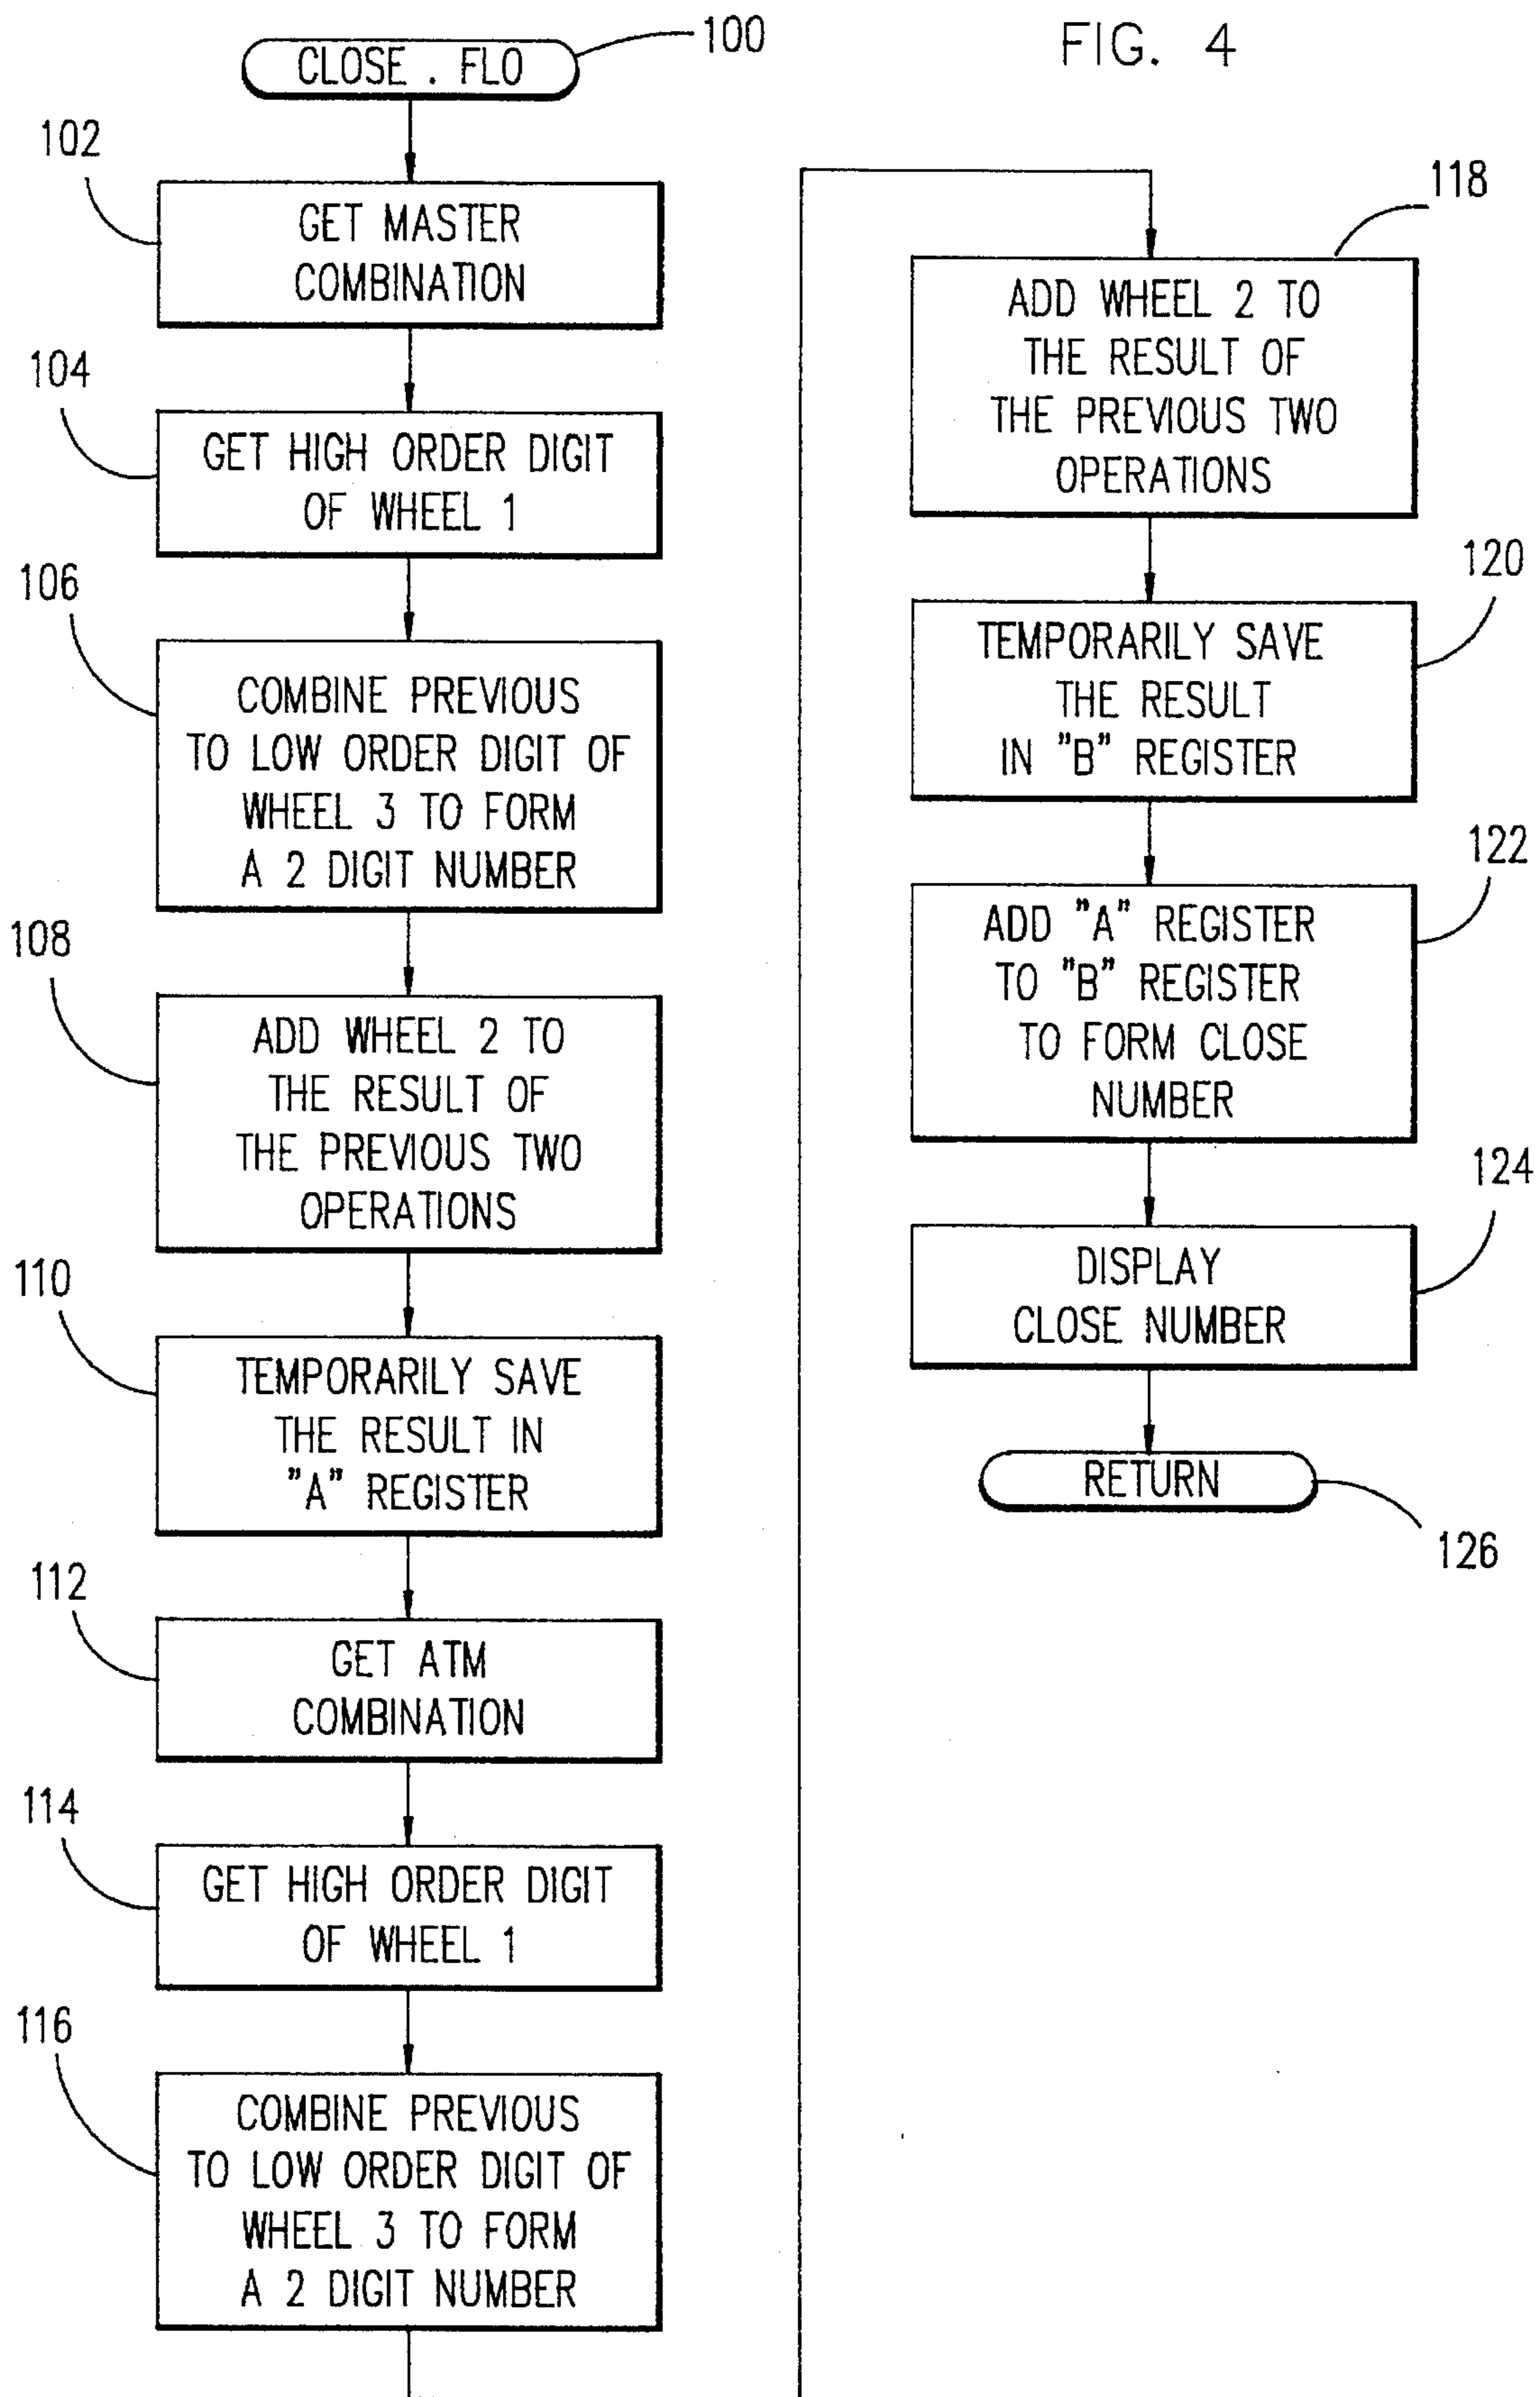 FIG. 4
CLOSE . FLO
100
102
GET MASTER
COMBINATION
104
GET HIGH ORDER DIGIT
OF WHEEL 1
106
COMBINE PREVIOUS
TO LOW ORDER DIGIT OF
WHEEL 3 TO FORM
A 2 DIGIT NUMBER
108
ADD WHEEL 2 TO
THE RESULT OF
THE PREVIOUS TWO
OPERATIONS
110
TEMPORARILY SAVE
THE RESULT IN
"A" REGISTER
112
GET ATM
COMBINATION
114
GET HIGH ORDER DIGIT
OF WHEEL 1
116
COMBINE PREVIOUS
TO LOW ORDER DIGIT OF
WHEEL 3 TO FORM
A 2 DIGIT NUMBER
118
ADD WHEEL 2 TO
THE RESULT OF
THE PREVIOUS TWO
OPERATIONS
120
TEMPORARILY SAVE
THE RESULT
IN "B" REGISTER
122
ADD "A" REGISTER
TO "B" REGISTER
TO FORM CLOSE
NUMBER
124
DISPLAY
CLOSE NUMBER
RETURN
126